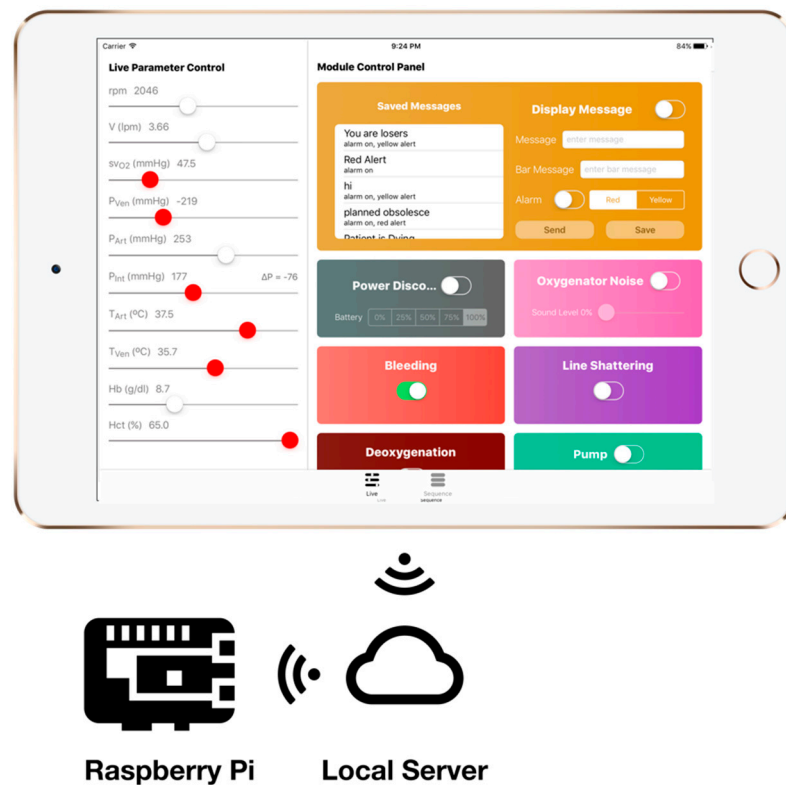 Carrier
9:24 PM
84%
Live Parameter Control
rpm 2046
V (lpm) 3.66
svO2 (mmHg) 47.5
PVen (mmHg) -219
PArt (mmHg) 253
PInt (mmHg) 177 ΔP = -76
TArt (ºC) 37.5
TVen (ºC) 35.7
Hb (g/dl) 8.7
Hct (%) 65.0
Module Control Panel
Saved Messages
You are losers
alarm on, yellow alert
Red Alert
alarm on
hi
alarm on, yellow alert
planned obsolesce
alarm on, red alert
Patient is Dying
Display Message
Message enter message
Bar Message enter bar message
Alarm Red Yellow
Send Save
Power Disco...
Battery 0% 25% 50% 75% 100%
Oxygenator Noise
Sound Level 0%
Bleeding
Line Shattering
Deoxygenation
Pump
Live Sequence
Live Sequence
Raspberry Pi Local Server